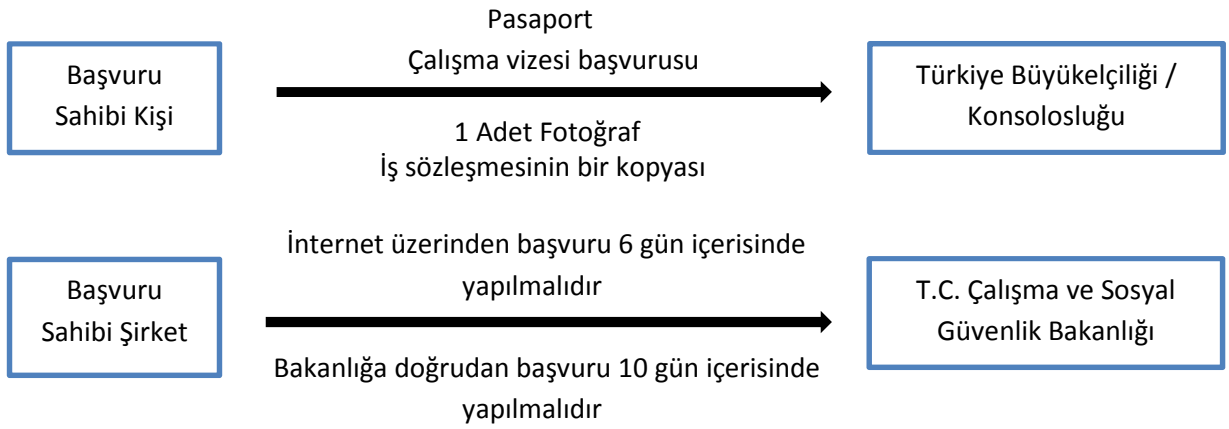 Pasaport
Çalışma vizesi başvurusu
Başvuru
Sahibi Kişi
Türkiye Büyükelçiliği /
Konsolosluğu
1 Adet Fotoğraf
İş sözleşmesinin bir kopyası
İnternet üzerinden başvuru 6 gün içerisinde
yapılmalıdır
Başvuru
Sahibi Şirket
T.C. Çalışma ve Sosyal
Güvenlik Bakanlığı
Bakanlığa doğrudan başvuru 10 gün içerisinde
yapılmalıdır